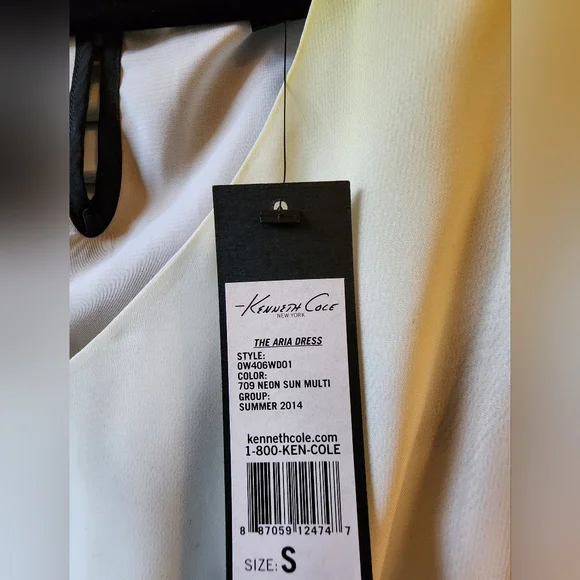 KENNETH COLE
NEW YORK
THE ARIA DRESS
STYLE:
0W406WD01
COLOR:
709 NEON SUN MULTI
GROUP:
SUMMER 2014
kennethcole.com
1-800-KEN-COLE
8 87059 12474 7
SIZE: S